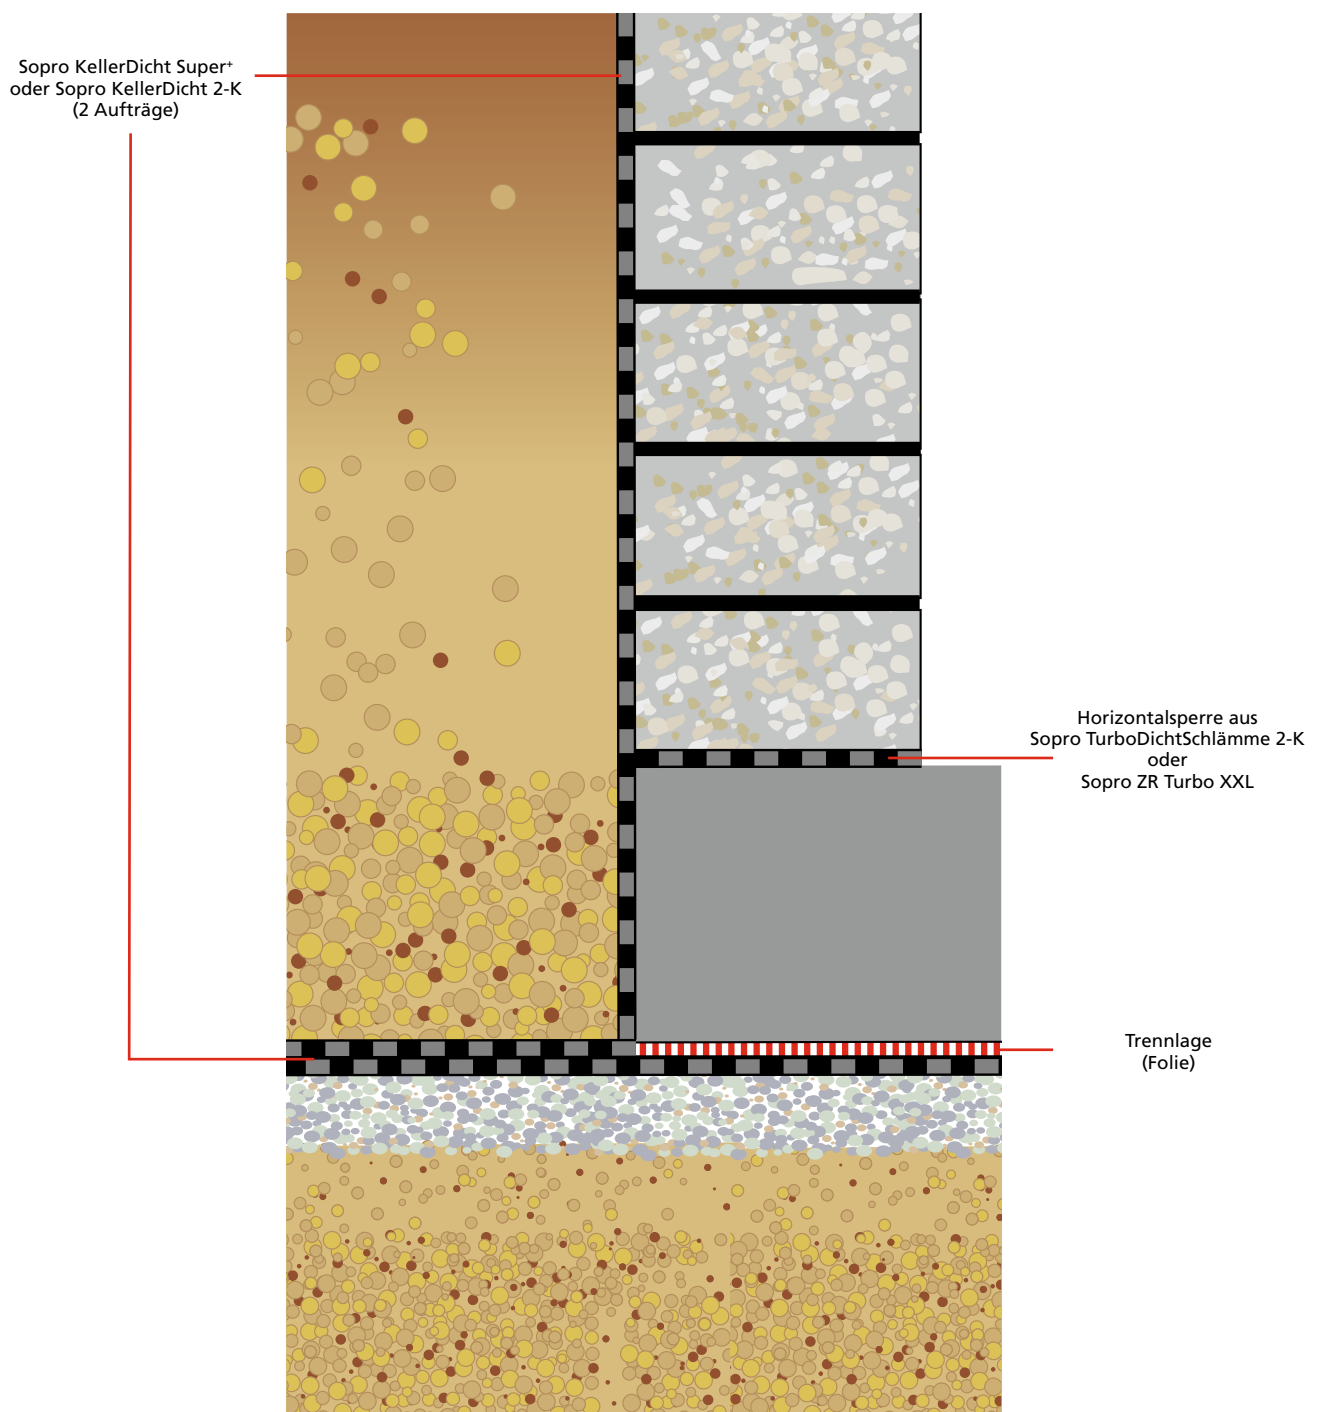 Sopro KellerDicht Super⁺
oder Sopro KellerDicht 2-K
(2 Aufträge)
Horizontalsperre aus
Sopro TurboDichtSchlämme 2-K
oder
Sopro ZR Turbo XXL
Trennlage
(Folie)